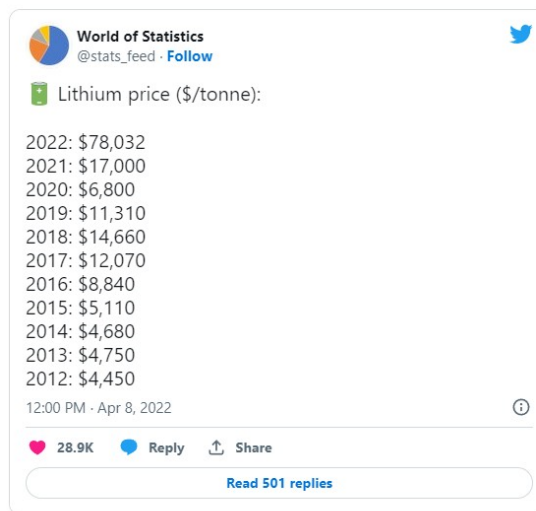 World of Statistics
@stats_feed · Follow
Lithium price ($/tonne):
2022: $78,032
2021: $17,000
2020: $6,800
2019: $11,310
2018: $14,660
2017: $12,070
2016: $8,840
2015: $5,110
2014: $4,680
2013: $4,750
2012: $4,450
12:00 PM · Apr 8, 2022
28.9K Reply Share
Read 501 replies